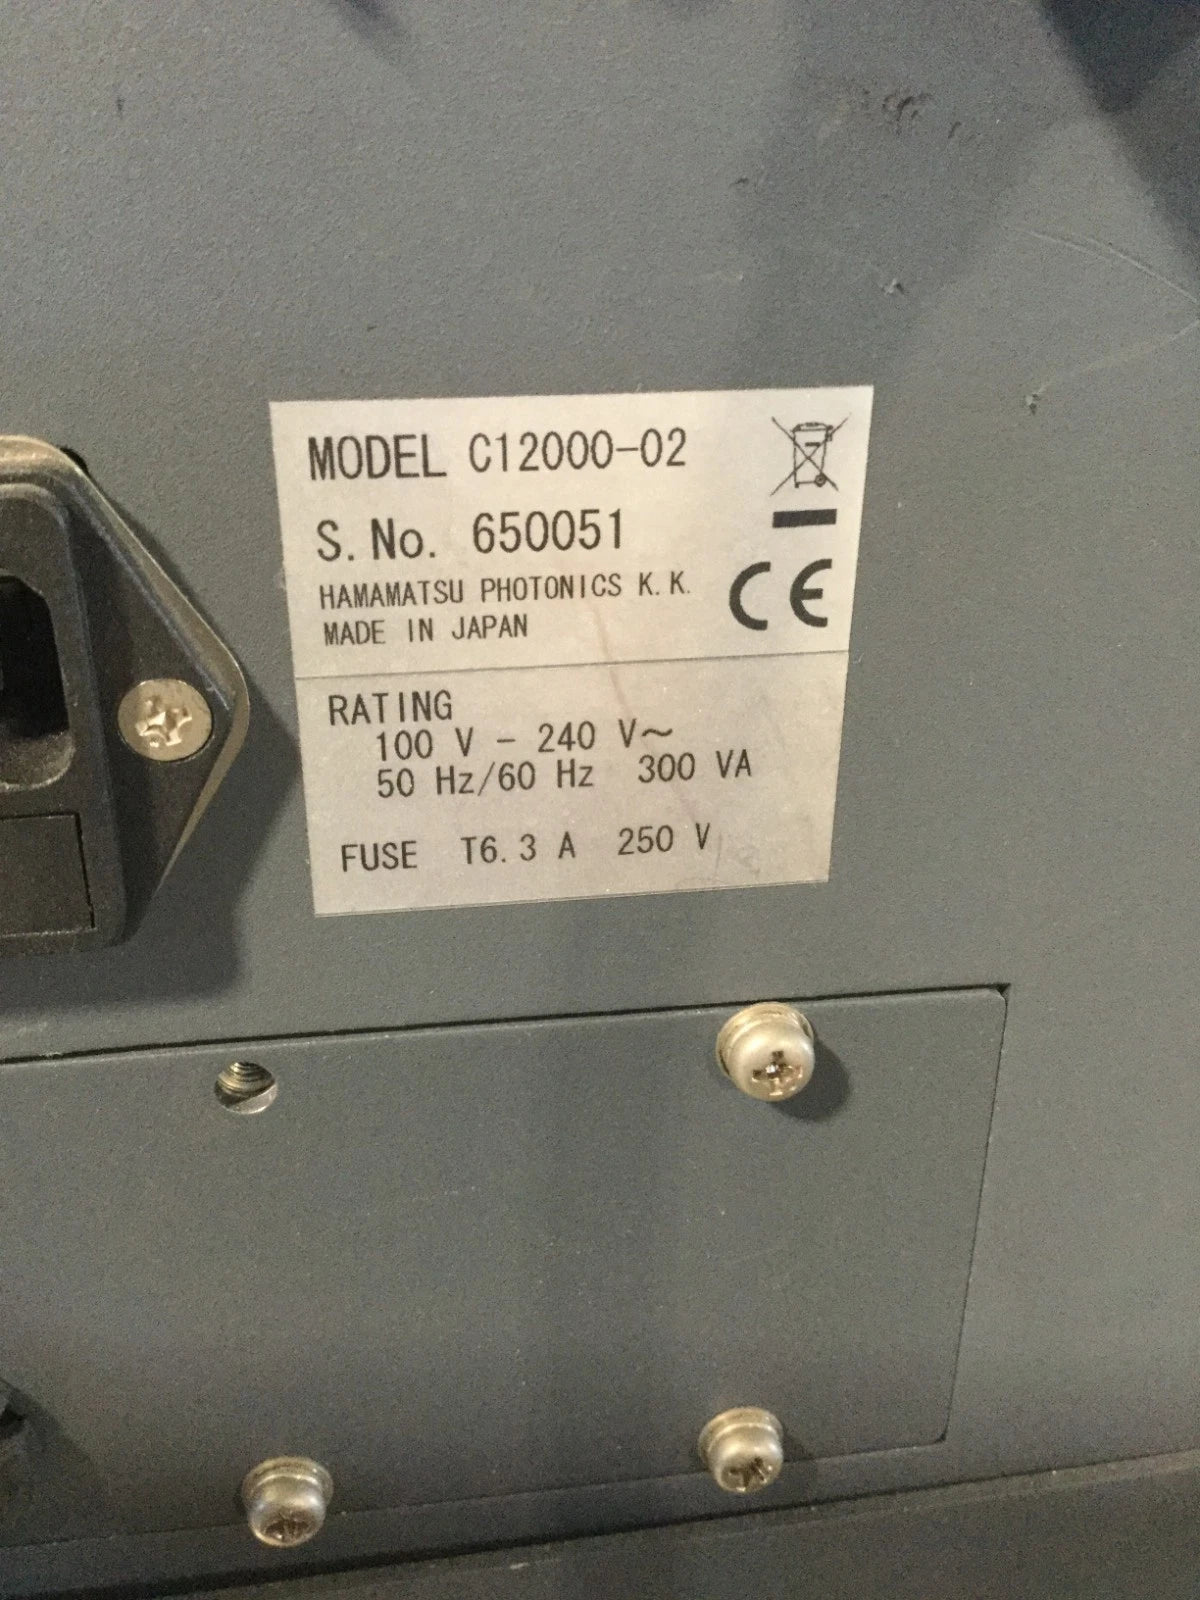 MODEL C12000-02
S. No. 650051
HAMAMATSU PHOTONICS K. K.
MADE IN JAPAN
CE
RATING
100 V - 240 V~
50 Hz/60 Hz 300 VA
FUSE T6.3 A 250 V